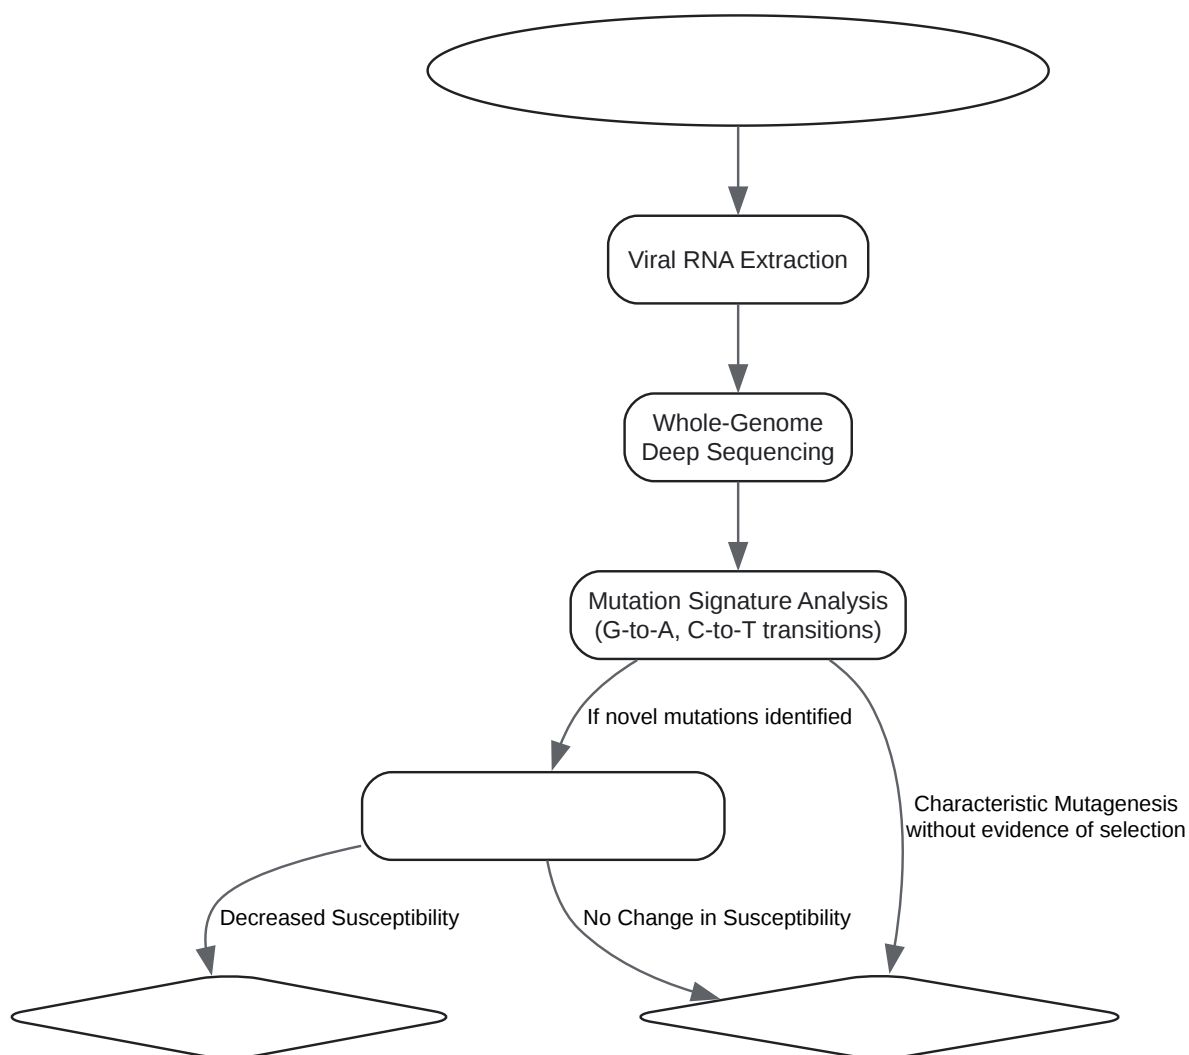 Viral RNA Extraction
Whole-Genome
Deep Sequencing
Mutation Signature Analysis
(G-to-A, C-to-T transitions)
If novel mutations identified
Characteristic Mutagenesis
without evidence of selection
Decreased Susceptibility
No Change in Susceptibility